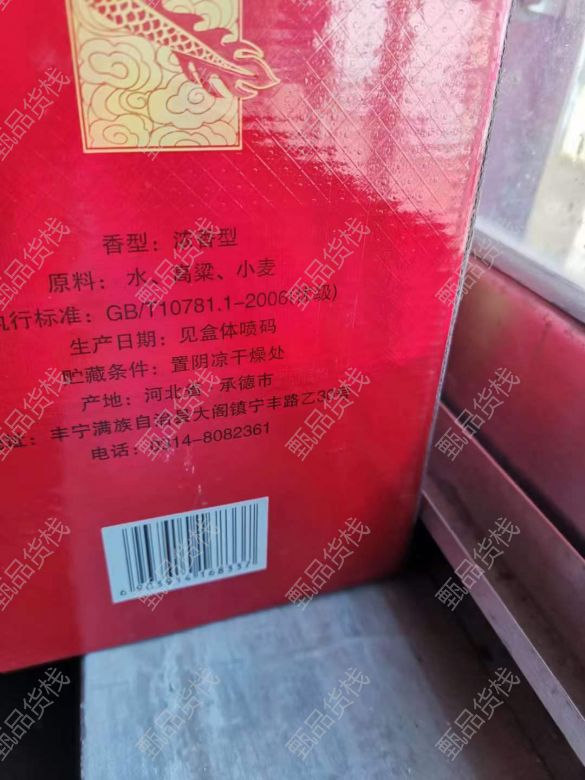 香型：浓香型
原料：水、高粱、小麦
执行标准：GB/T10781.1-2006(优级)
生产日期：见盒体喷码
贮藏条件：置阴凉干燥处
产地：河北省 承德市
址：丰宁满族自治县大阁镇宁丰路乙39号
电话：0314-8082361
甄品货栈